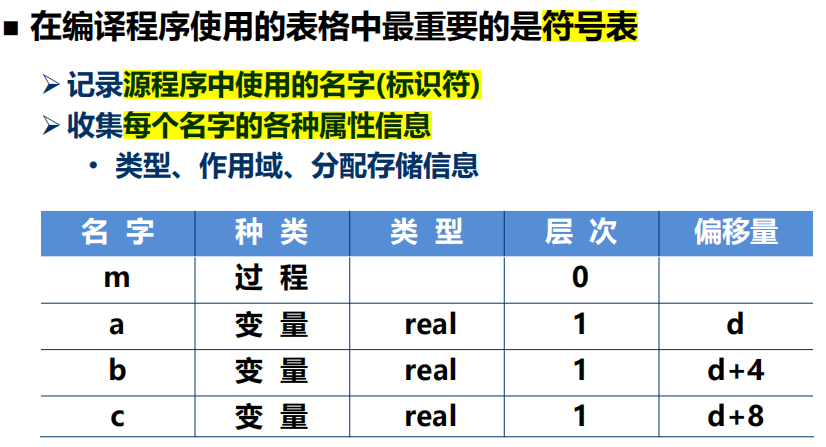 ■ 在编译程序使用的表格中最重要的是符号表
➢ 记录源程序中使用的名字(标识符)
➢ 收集每个名字的各种属性信息
• 类型、作用域、分配存储信息
名 字 种 类 类 型 层 次 偏移量
m 过 程 0
a 变 量 real 1 d
b 变 量 real 1 d+4
c 变 量 real 1 d+8